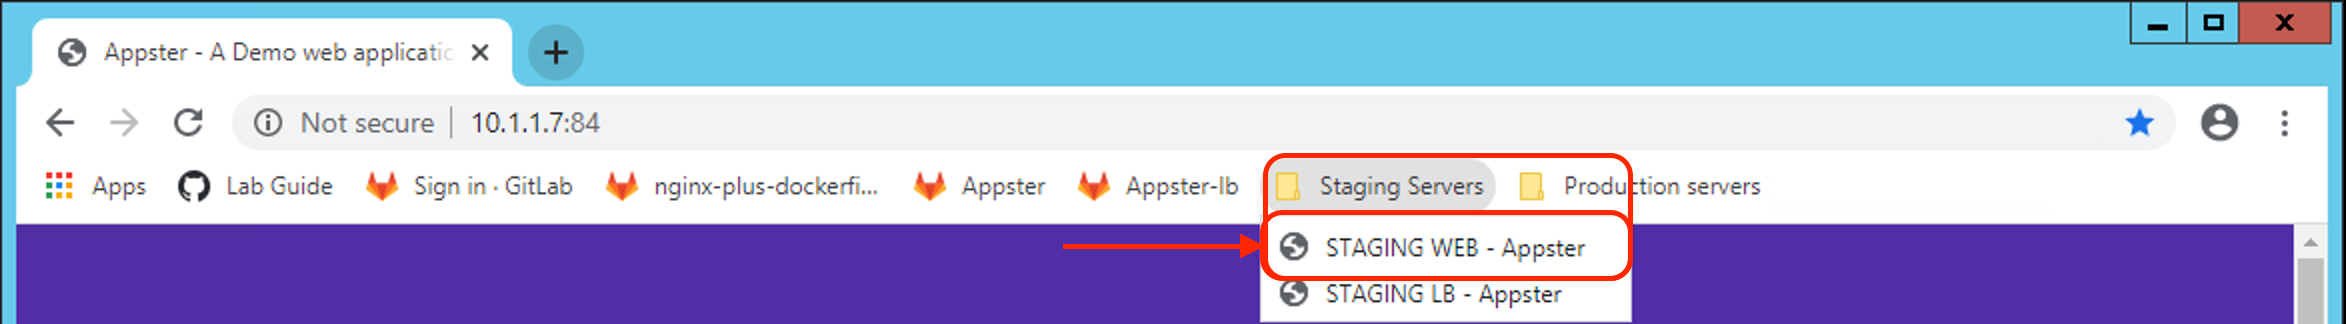 Appster - A Demo web applicatic
Not secure | 10.1.1.7:84
Apps Lab Guide Sign in · GitLab nginx-plus-dockerfi... Appster Appster-lb Staging Servers Production servers
STAGING WEB - Appster
STAGING LB - Appster